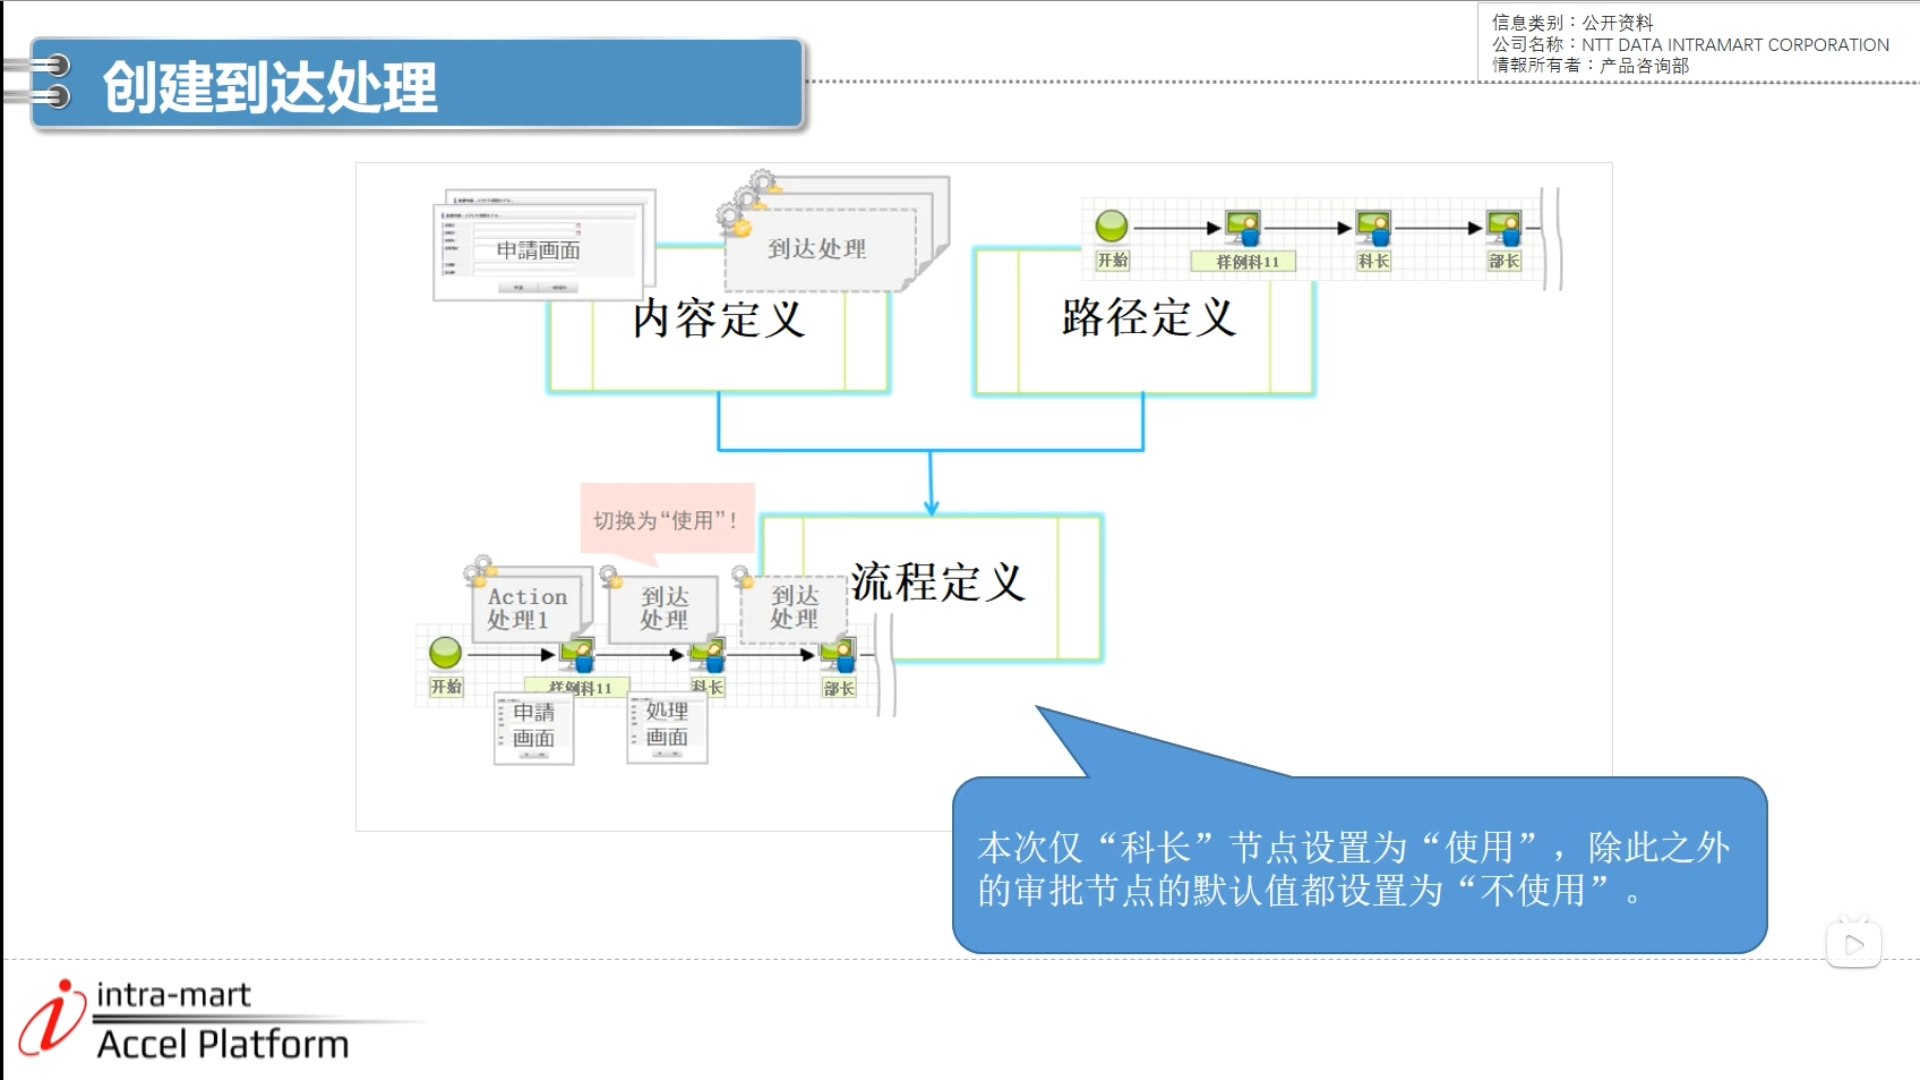 信息类别：公开资料
公司名称：NTT DATA INTRAMART CORPORATION
情報所有者：产品咨询部
创建到达处理
申請画面
到达处理
内容定义
开始
样例科11
科长
部长
路径定义
切换为“使用”！
流程定义
Action
处理1
到达
处理
到达
处理
开始
样例科11
科长
部长
申請
画面
処理
画面
本次仅“科长”节点设置为“使用”，除此之外
的审批节点的默认值都设置为“不使用”。
intra-mart
Accel Platform